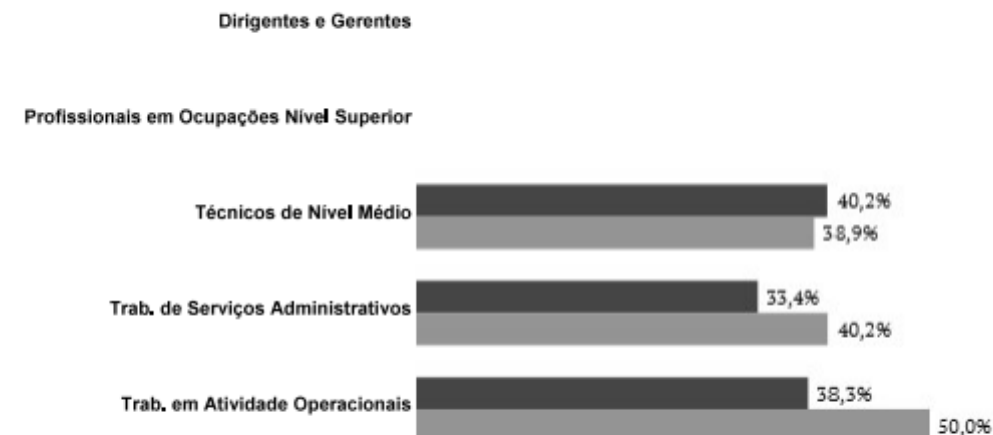 Dirigentes e Gerentes
Profissionais em Ocupações Nível Superior
Técnicos de Nível Médio
40,2%
38,9%
Trab. de Serviços Administrativos
33,4%
40,2%
Trab. em Atividade Operacionais
38,3%
50,0%